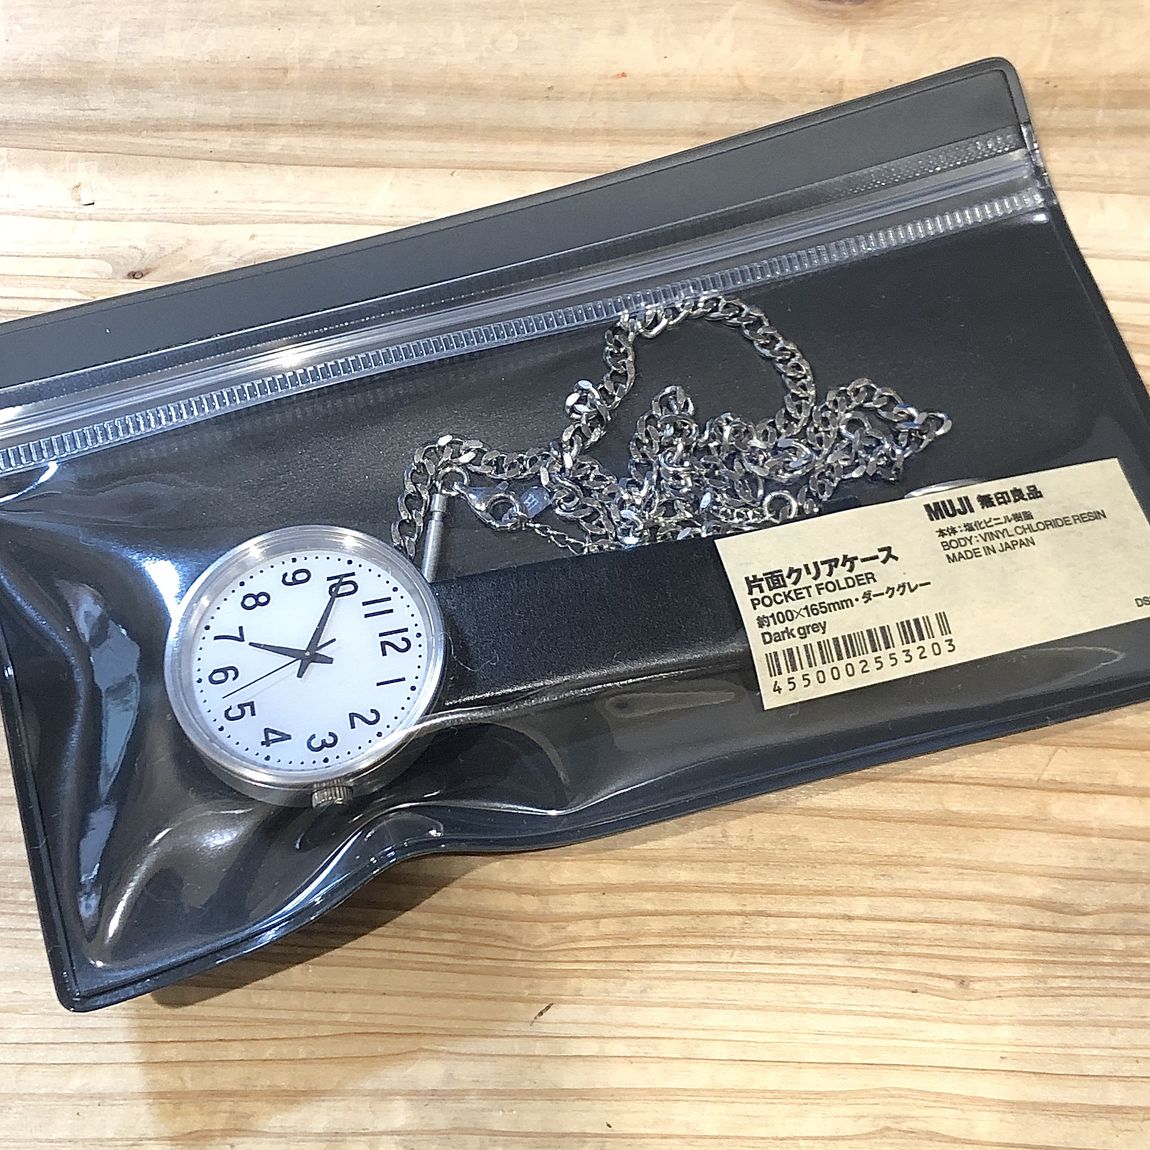 MUJI 無印良品
本体：塩化ビニル樹脂
BODY : VINYL CHLORIDE RESIN
MADE IN JAPAN
片面クリアケース
POCKET FOLDER
約100×165mm・ダークグレー
Dark grey
4550002553203
DS
12
1
2
3
4
5
6
7
8
9
10
11